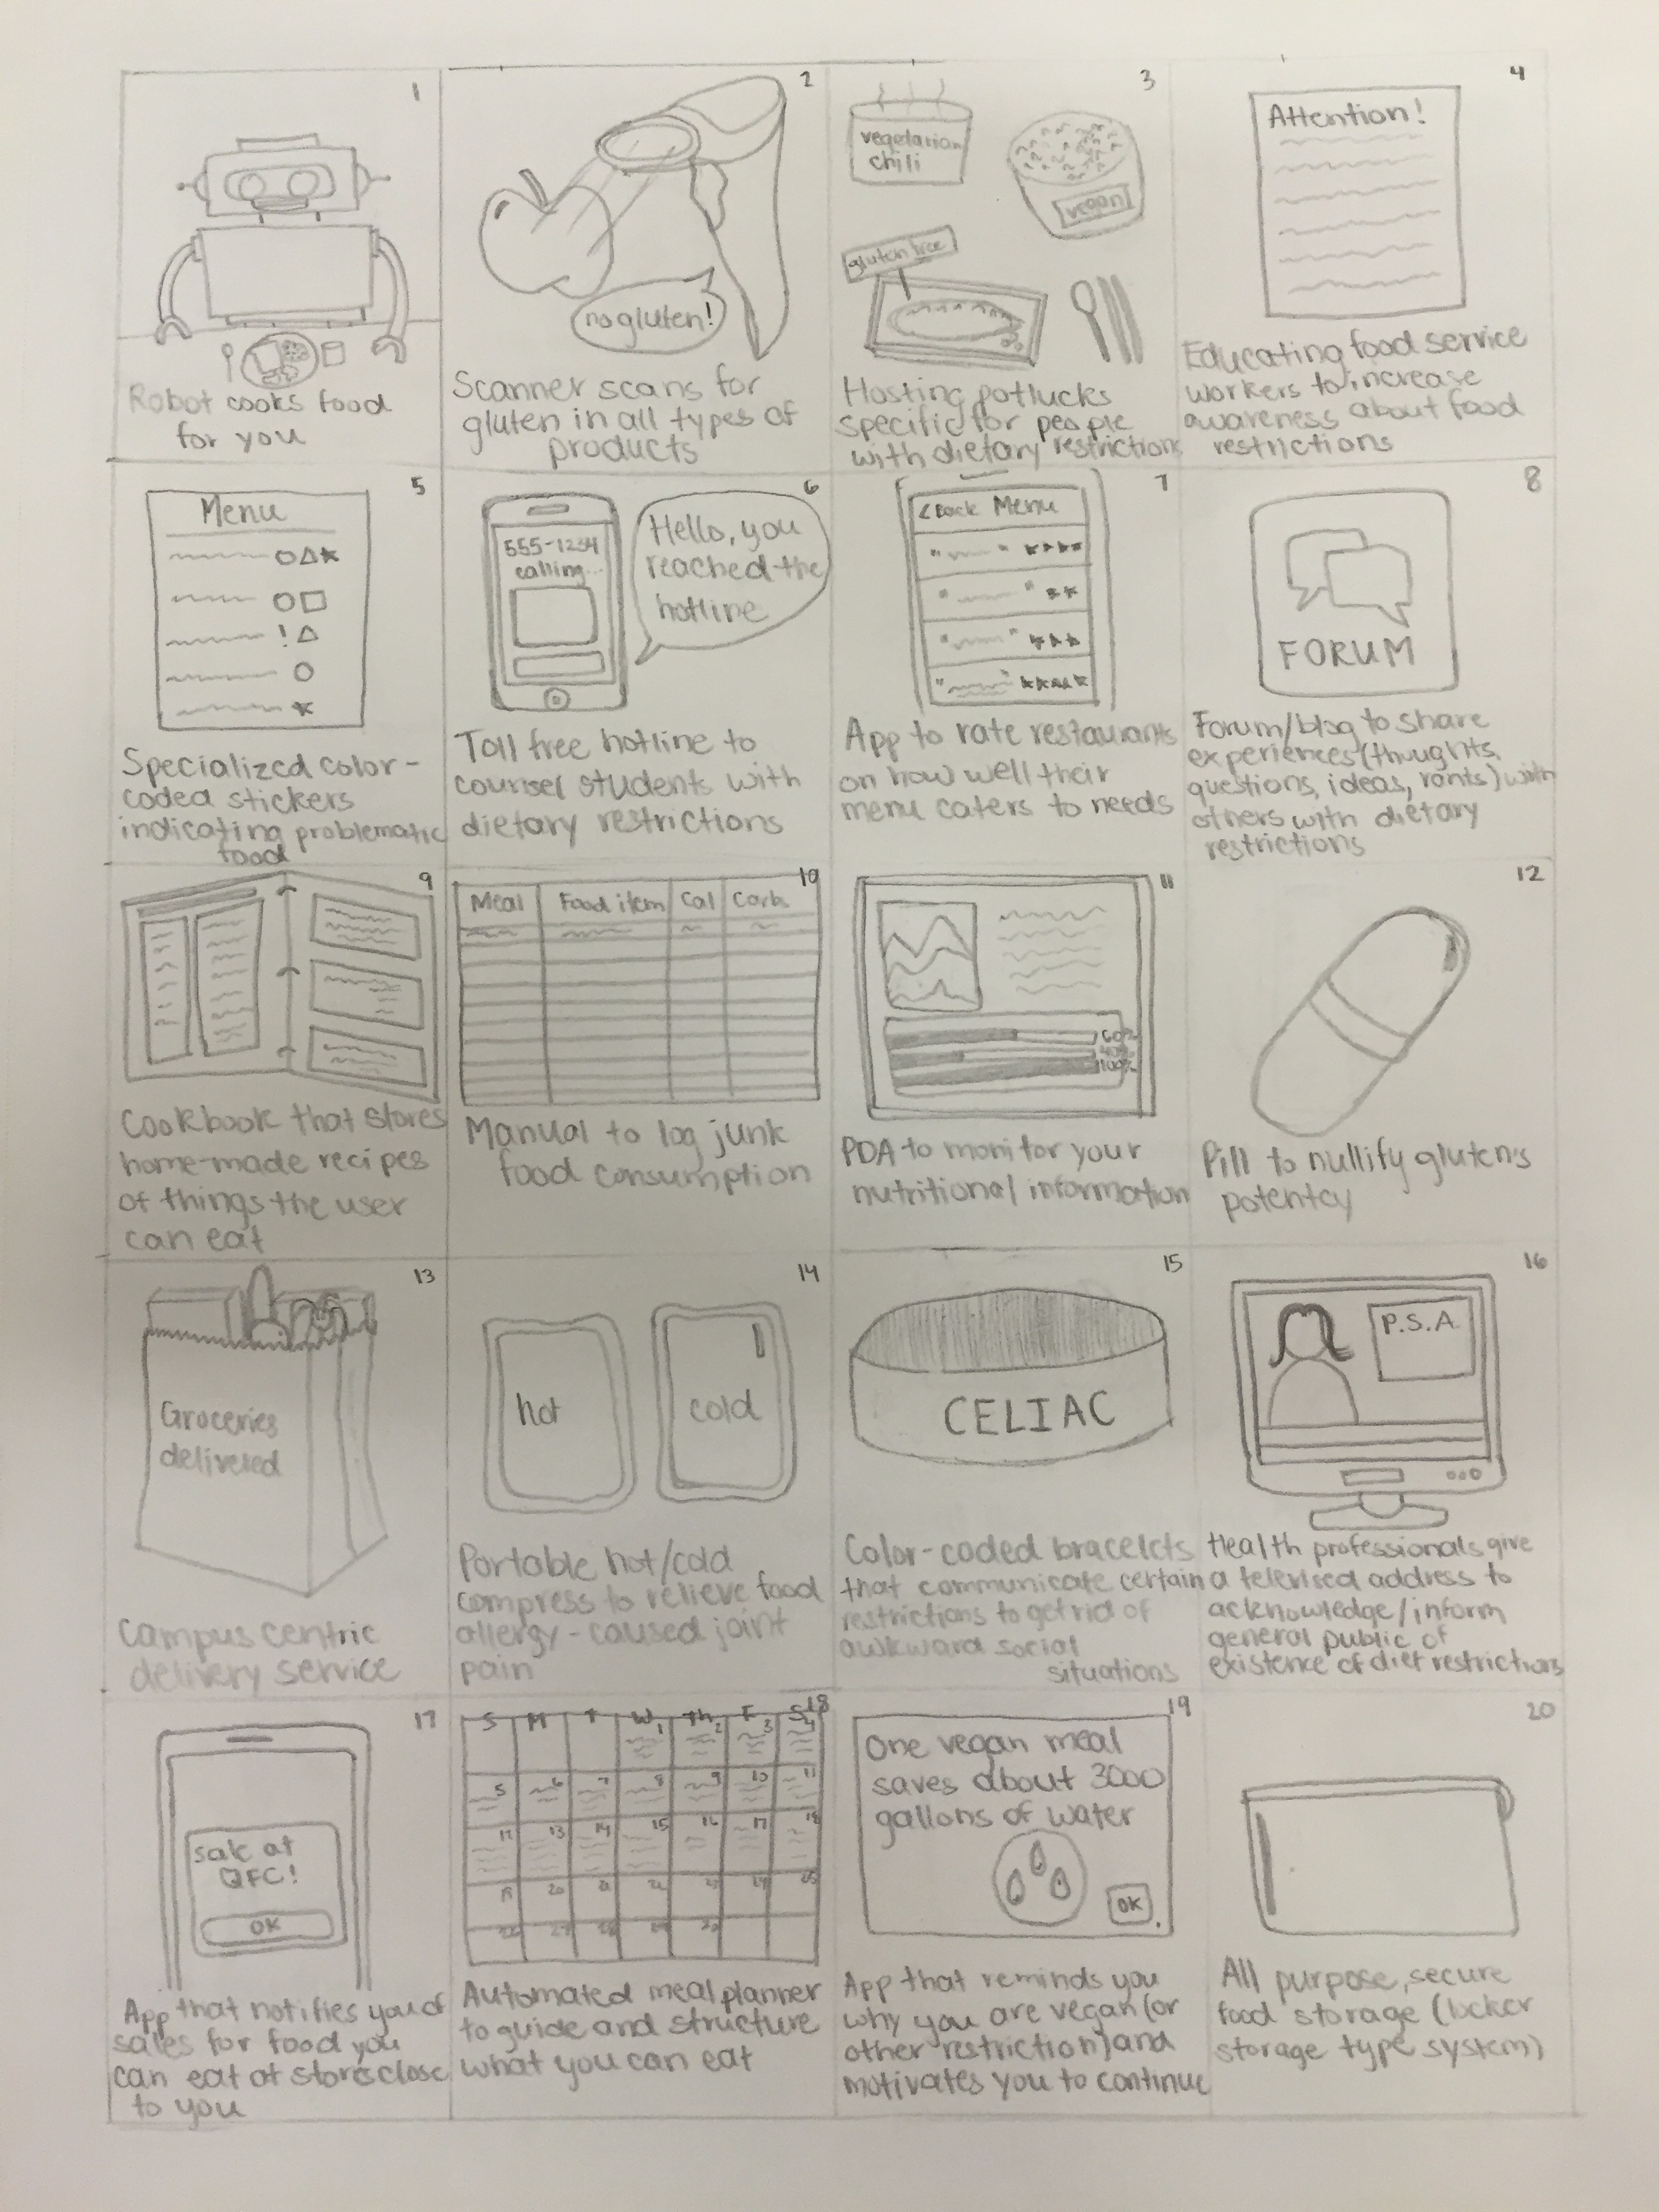 1
Robot cooks food
for you
2
no gluten!
Scanner scans for
gluten in all types of
products
3
vegetarian
chili
vegan
gluten free
Hosting potlucks
specific for people
with dietary restrictions
4
Attention!
Educating food service
workers to increase
awareness about food
restrictions
5
Menu
Specialized color-
coded stickers
indicating problematic
food
6
555-1234
calling...
Hello, you
reached the
hotline
Toll free hotline to
counsel students with
dietary restrictions
7
<Back Menu
App to rate restaurants
on how well their
menu caters to needs
8
FORUM
Forum/blog to share
experiences (thoughts,
questions, ideas, rants) with
others with dietary
restrictions
9
Cookbook that stores
home-made recipes
of things the user
can eat
10
Meal Food item Cal Carb
Manual to log junk
food consumption
11
60%
100%
PDA to monitor your
nutritional information
12
Pill to nullify gluten's
potentcy
13
Groceries
delivered
Campus centric
delivery service
14
hot
cold
Portable hot/cold
compress to relieve food
allergy-caused joint
pain
15
CELIAC
Color-coded bracelets
that communicate certain
restrictions to get rid of
awkward social
situations
16
P.S.A.
Health professionals give
a televised address to
acknowledge/inform
general public of
existence of diet restrictions
17
sale at
QFC!
OK
App that notifies you of
sales for food you
can eat at stores close
to you
18
S M T W Th F S
1 2 3 4
5 6 7 8 9 10 11
12 13 14 15 16 17 18
19 20 21 22 23 24 25
Automated meal planner
to guide and structure
what you can eat
19
One vegan meal
saves about 3000
gallons of water
OK
App that reminds you
why you are vegan (or
other restriction) and
motivates you to continue
20
All purpose, secure
food storage (locker
storage type system)